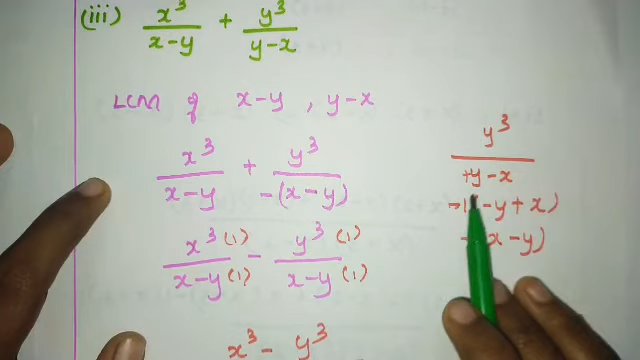 (iii) x³/(x-y) + y³/(y-x)
LCM of x-y , y-x
x³/(x-y) + y³/-(x-y)
x³(1)/(x-y)(1) - y³(1)/(x-y)(1)
x³ - y³
y³/(+y-x)
-y+x)
x-y)